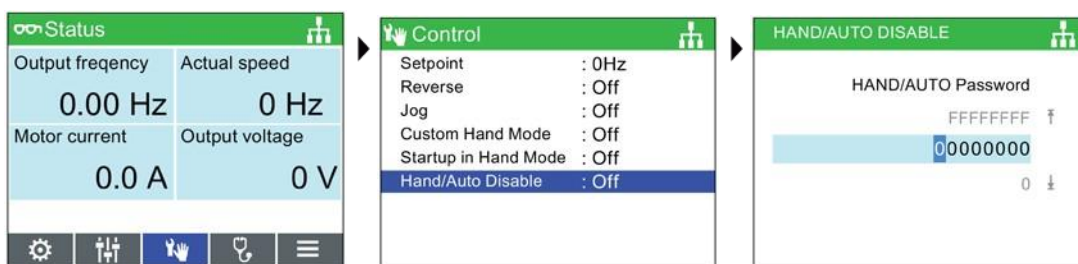 Status
Output freqency
Actual speed
0.00 Hz
0 Hz
Motor current
Output voltage
0.0 A
0 V
Control
Setpoint : 0Hz
Reverse : Off
Jog : Off
Custom Hand Mode : Off
Startup in Hand Mode : Off
Hand/Auto Disable : Off
HAND/AUTO DISABLE
HAND/AUTO Password
FFFFFFFF
00000000
0